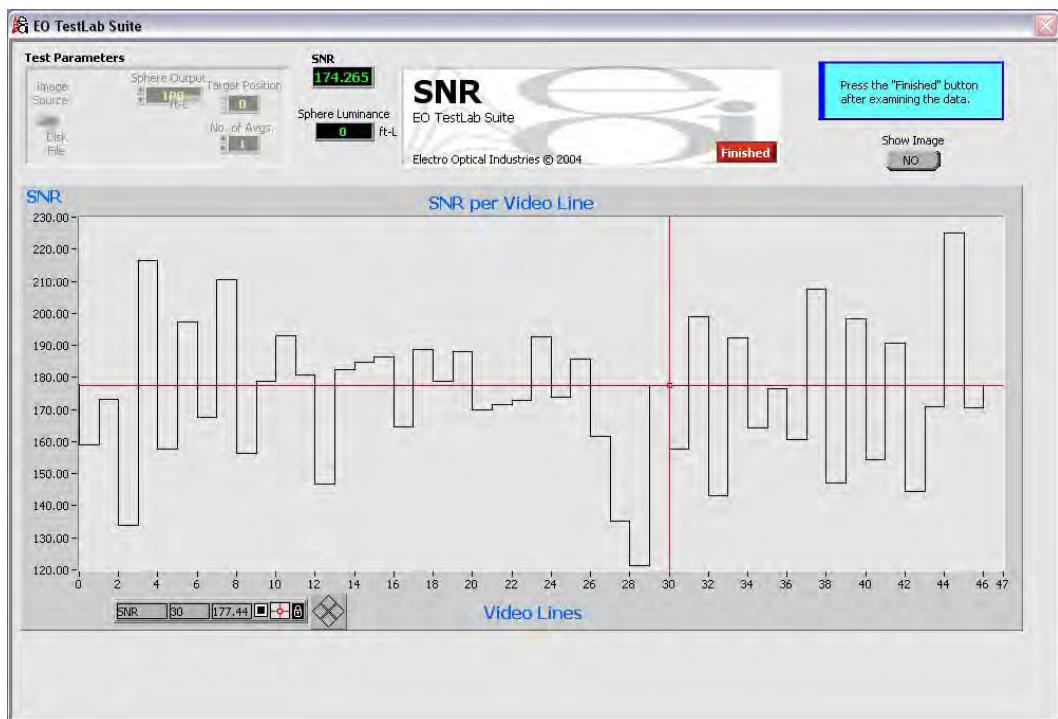 EO TestLab Suite
Test Parameters
Image
Source
Disk
File
Sphere Output
100
ft-L
Target Position
0
No. of Avgs.
1
SNR
174.265
Sphere Luminance
0 ft-L
SNR
EO TestLab Suite
Electro Optical Industries © 2004
Finished
Press the "Finished" button
after examining the data.
Show Image
NO
SNR
SNR per Video Line
230.00
220.00
210.00
200.00
190.00
180.00
170.00
160.00
150.00
140.00
130.00
120.00
0 2 4 6 8 10 12 14 16 18 20 22 24 26 28 30 32 34 36 38 40 42 44 46 47
SNR 30 177.44
Video Lines